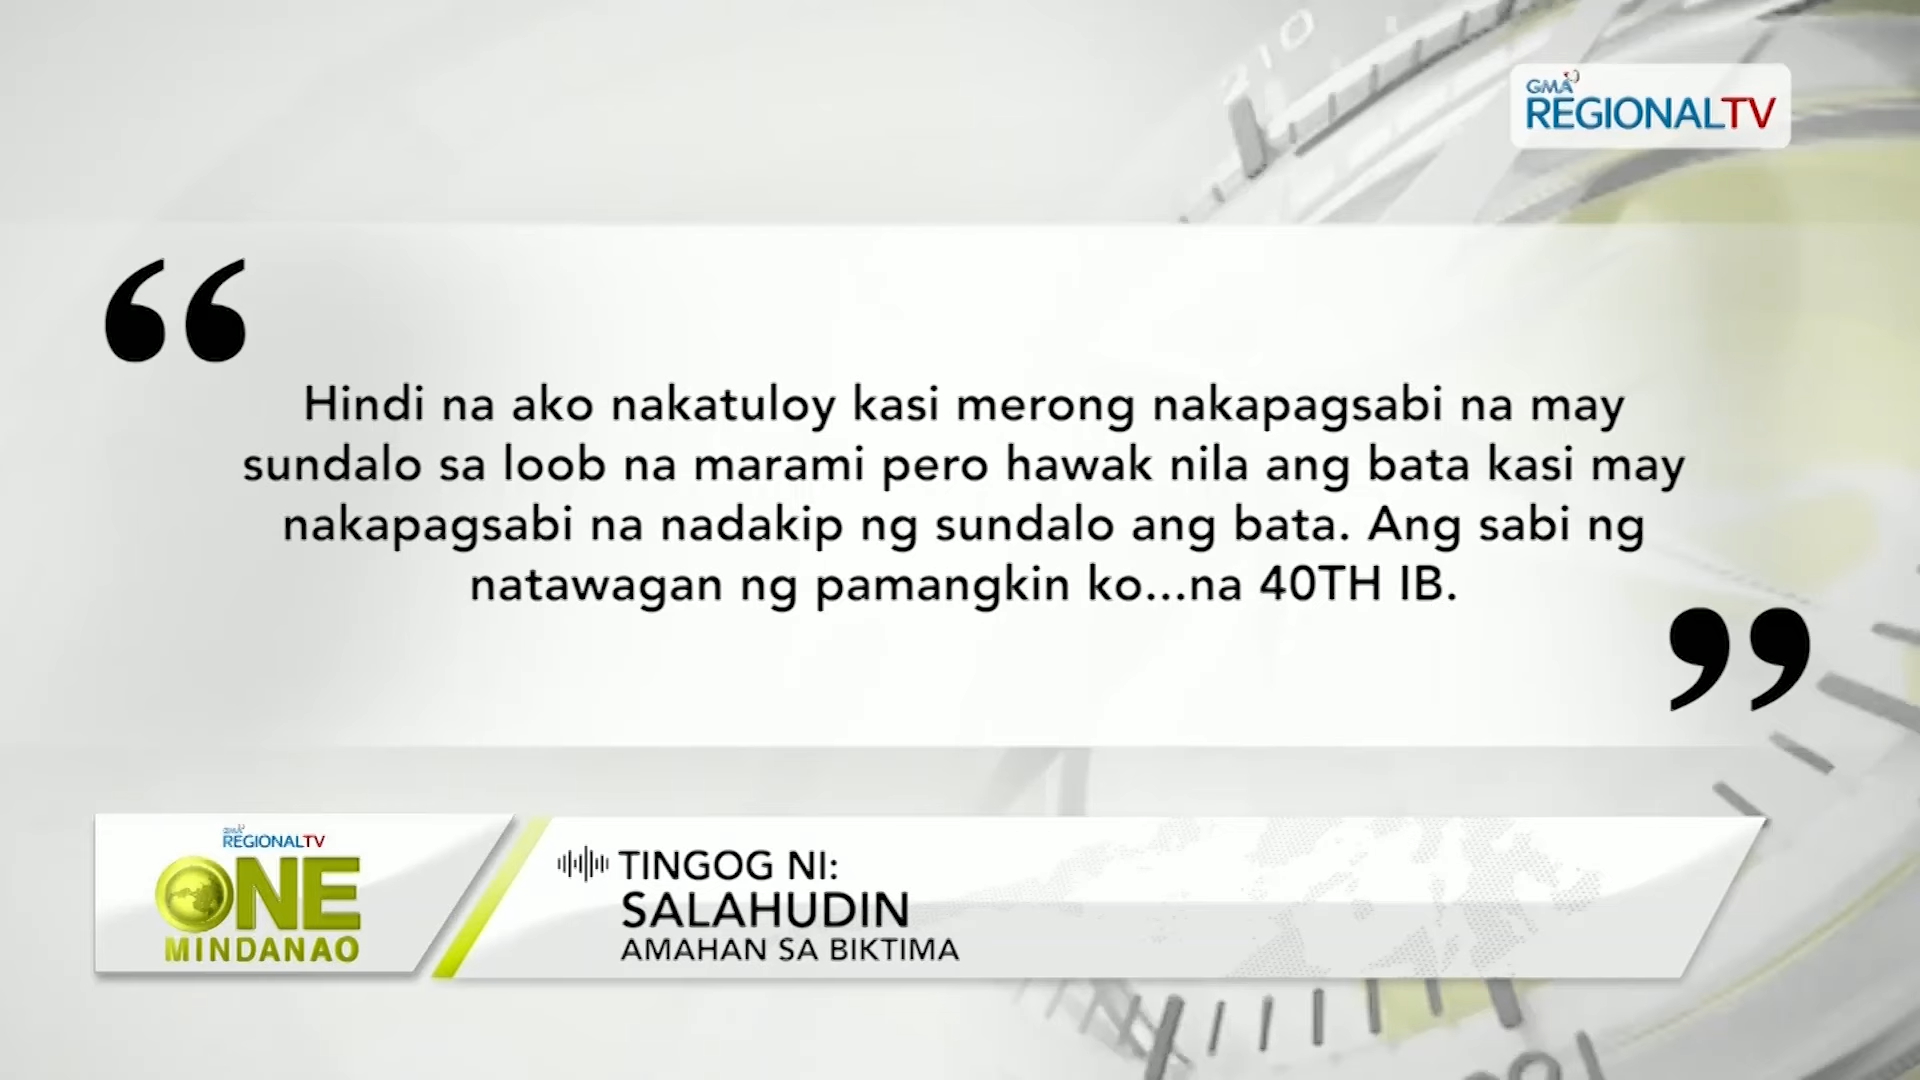 210
GMA
REGIONALTV
“
Hindi na ako nakatuloy kasi merong nakapagsabi na may
sundalo sa loob na marami pero hawak nila ang bata kasi may
nakapagsabi na nadakip ng sundalo ang bata. Ang sabi ng
natawagan ng pamangkin ko...na 40TH IB.
”
GMA
REGIONALTV
ONE
MINDANAO
TINGOG NI:
SALAHUDIN
AMAHAN SA BIKTIMA